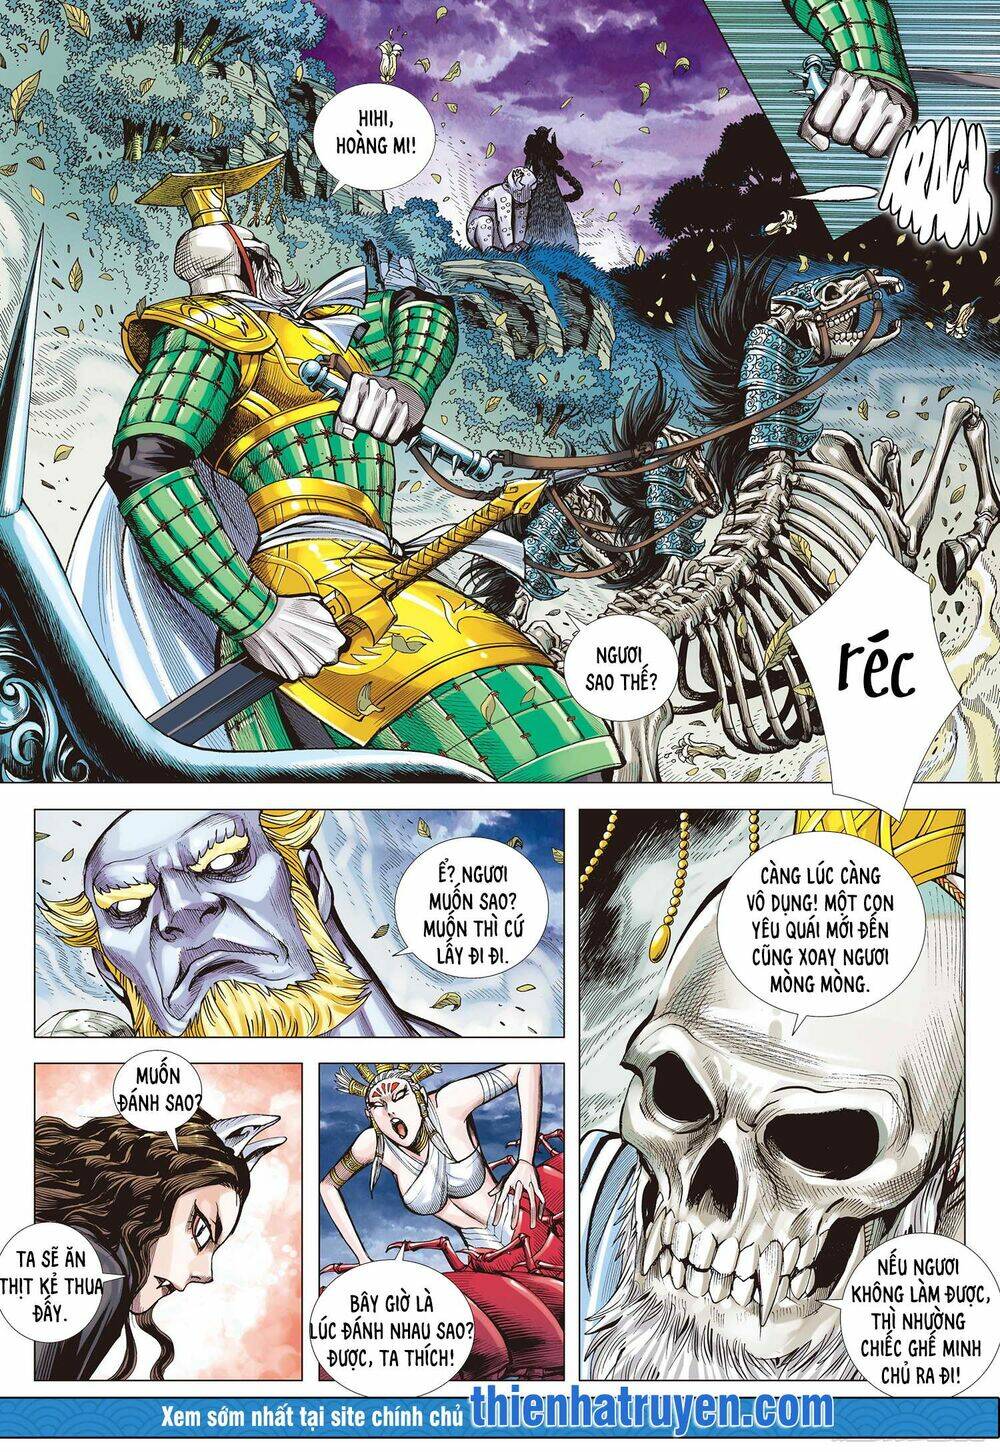 HIHI,
HOÀNG MI!
NGƯƠI
SAO THẾ?
RÉC
Ể? NGƯƠI
MUỐN SAO?
MUỐN THÌ CỨ
LẤY ĐI ĐI.
CÀNG LÚC CÀNG
VÔ DỤNG! MỘT CON
YÊU QUÁI MỚI ĐẾN
CŨNG XOAY NGƯƠI
MÒNG MÒNG.
MUỐN
ĐÁNH SAO?
TA SẼ ĂN
THỊT KẺ THUA
ĐẤY.
BÂY GIỜ LÀ
LÚC ĐÁNH NHAU SAO?
ĐƯỢC, TA THÍCH!
NẾU NGƯƠI
KHÔNG LÀM ĐƯỢC,
THÌ NHƯỜNG
CHIẾC GHẾ MINH
CHỦ RA ĐI!
Xem sớm nhất tại site chính chủ thienhatruyen.com